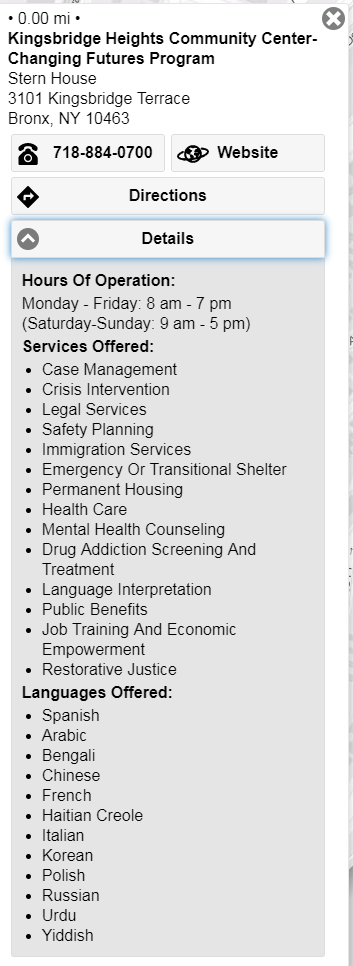 • 0.00 mi •
Kingsbridge Heights Community Center-
Changing Futures Program
Stern House
3101 Kingsbridge Terrace
Bronx, NY 10463
718-884-0700
Website
Directions
Details
Hours Of Operation:
Monday - Friday: 8 am - 7 pm
(Saturday-Sunday: 9 am - 5 pm)
Services Offered:
• Case Management
• Crisis Intervention
• Legal Services
• Safety Planning
• Immigration Services
• Emergency Or Transitional Shelter
• Permanent Housing
• Health Care
• Mental Health Counseling
• Drug Addiction Screening And
Treatment
• Language Interpretation
• Public Benefits
• Job Training And Economic
Empowerment
• Restorative Justice
Languages Offered:
• Spanish
• Arabic
• Bengali
• Chinese
• French
• Haitian Creole
• Italian
• Korean
• Polish
• Russian
• Urdu
• Yiddish